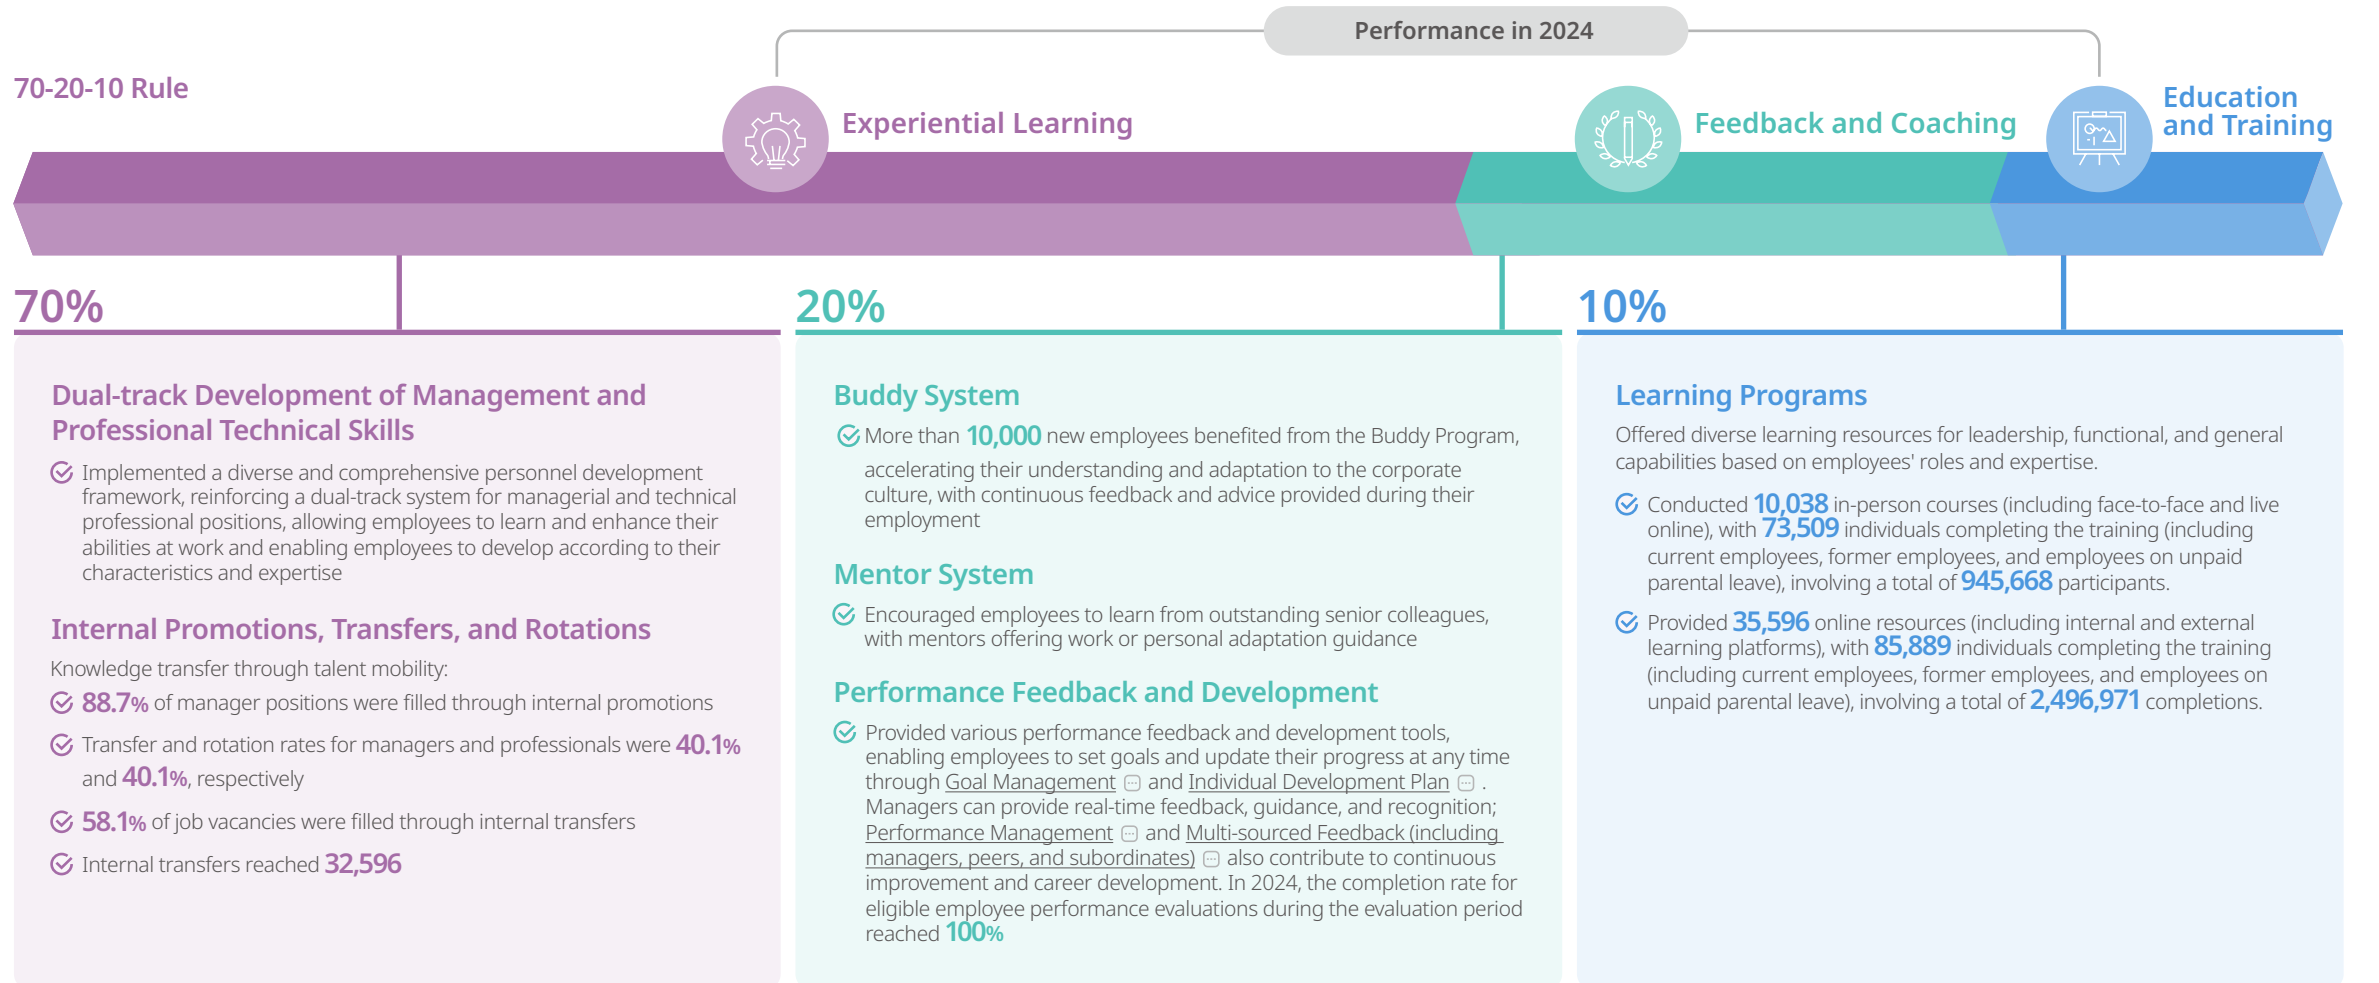 Performance in 2024
70-20-10 Rule
Experiential Learning
Feedback and Coaching
Education
and Training
70%
Dual-track Development of Management and
Professional Technical Skills
Implemented a diverse and comprehensive personnel development
framework, reinforcing a dual-track system for managerial and technical
professional positions, allowing employees to learn and enhance their
abilities at work and enabling employees to develop according to their
characteristics and expertise
Internal Promotions, Transfers, and Rotations
Knowledge transfer through talent mobility:
88.7% of manager positions were filled through internal promotions
Transfer and rotation rates for managers and professionals were 40.1%
and 40.1%, respectively
58.1% of job vacancies were filled through internal transfers
Internal transfers reached 32,596
20%
Buddy System
More than 10,000 new employees benefited from the Buddy Program,
accelerating their understanding and adaptation to the corporate
culture, with continuous feedback and advice provided during their
employment
Mentor System
Encouraged employees to learn from outstanding senior colleagues,
with mentors offering work or personal adaptation guidance
Performance Feedback and Development
Provided various performance feedback and development tools,
enabling employees to set goals and update their progress at any time
through Goal Management and Individual Development Plan .
Managers can provide real-time feedback, guidance, and recognition;
Performance Management and Multi-sourced Feedback (including
managers, peers, and subordinates) also contribute to continuous
improvement and career development. In 2024, the completion rate for
eligible employee performance evaluations during the evaluation period
reached 100%
10%
Learning Programs
Offered diverse learning resources for leadership, functional, and general
capabilities based on employees' roles and expertise.
Conducted 10,038 in-person courses (including face-to-face and live
online), with 73,509 individuals completing the training (including
current employees, former employees, and employees on unpaid
parental leave), involving a total of 945,668 participants.
Provided 35,596 online resources (including internal and external
learning platforms), with 85,889 individuals completing the training
(including current employees, former employees, and employees on
unpaid parental leave), involving a total of 2,496,971 completions.